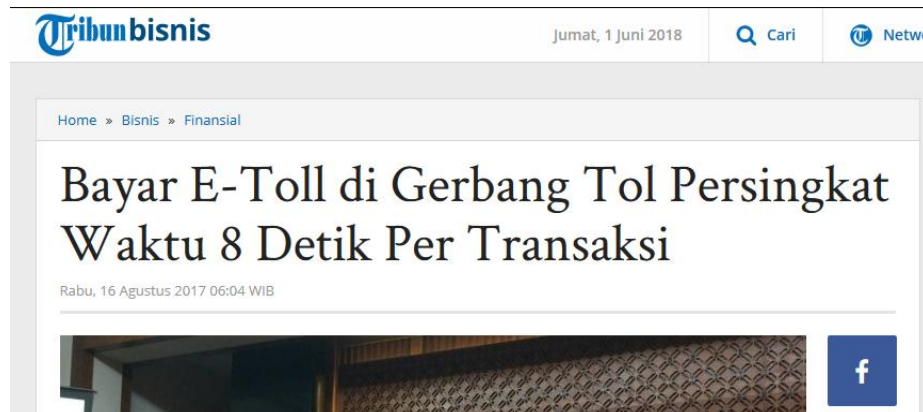 Tribunbisnis
Jumat, 1 Juni 2018
Cari
Netw
Home » Bisnis » Finansial
Bayar E-Toll di Gerbang Tol Persingkat
Waktu 8 Detik Per Transaksi
Rabu, 16 Agustus 2017 06:04 WIB
f